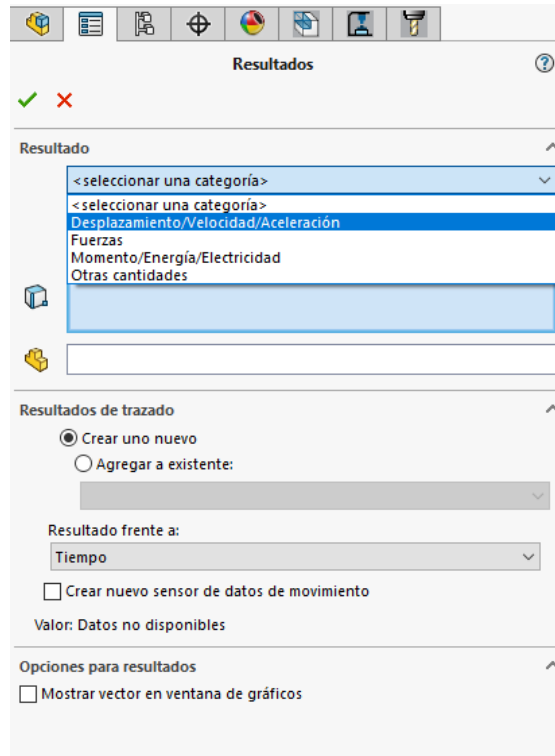 Resultados
Resultado
<seleccionar una categoría>
<seleccionar una categoría>
Desplazamiento/Velocidad/Aceleración
Fuerzas
Momento/Energía/Electricidad
Otras cantidades
Resultados de trazado
Crear uno nuevo
Agregar a existente:
Resultado frente a:
Tiempo
Crear nuevo sensor de datos de movimiento
Valor: Datos no disponibles
Opciones para resultados
Mostrar vector en ventana de gráficos